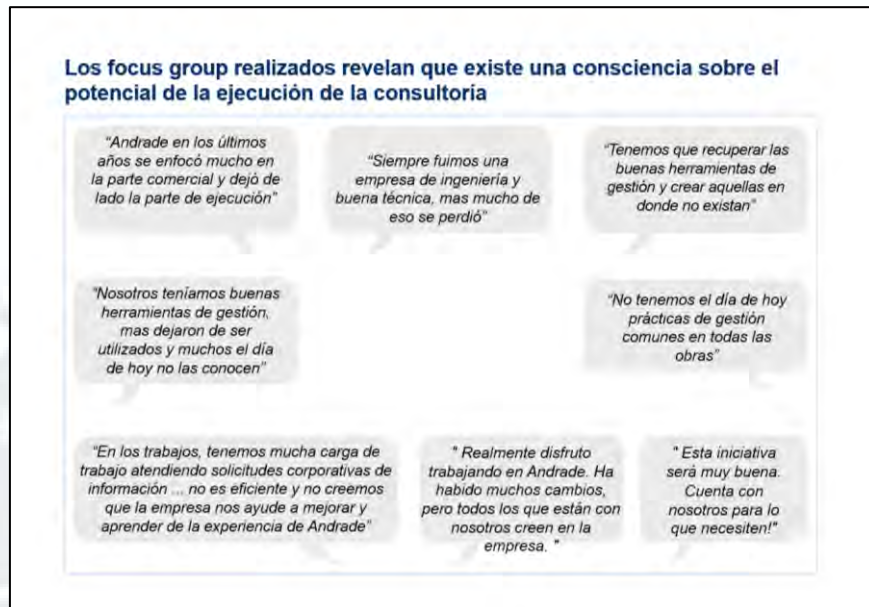 Los focus group realizados revelan que existe una consciencia sobre el
potencial de la ejecución de la consultoría
“Andrade en los últimos
años se enfocó mucho en
la parte comercial y dejó de
lado la parte de ejecución”
“Siempre fuimos una
empresa de ingeniería y
buena técnica, mas mucho de
eso se perdió”
“Tenemos que recuperar las
buenas herramientas de
gestión y crear aquellas en
donde no existan”
“Nosotros teníamos buenas
herramientas de gestión,
mas dejaron de ser
utilizados y muchos el día
de hoy no las conocen”
“No tenemos el día de hoy
prácticas de gestión
comunes en todas las
obras”
“En los trabajos, tenemos mucha carga de
trabajo atendiendo solicitudes corporativas de
información ... no es eficiente y no creemos
que la empresa nos ayude a mejorar y
aprender de la experiencia de Andrade”
" Realmente disfruto
trabajando en Andrade. Ha
habido muchos cambios,
pero todos los que están con
nosotros creen en la
empresa. "
" Esta iniciativa
será muy buena.
Cuenta con
nosotros para lo
que necesiten!"